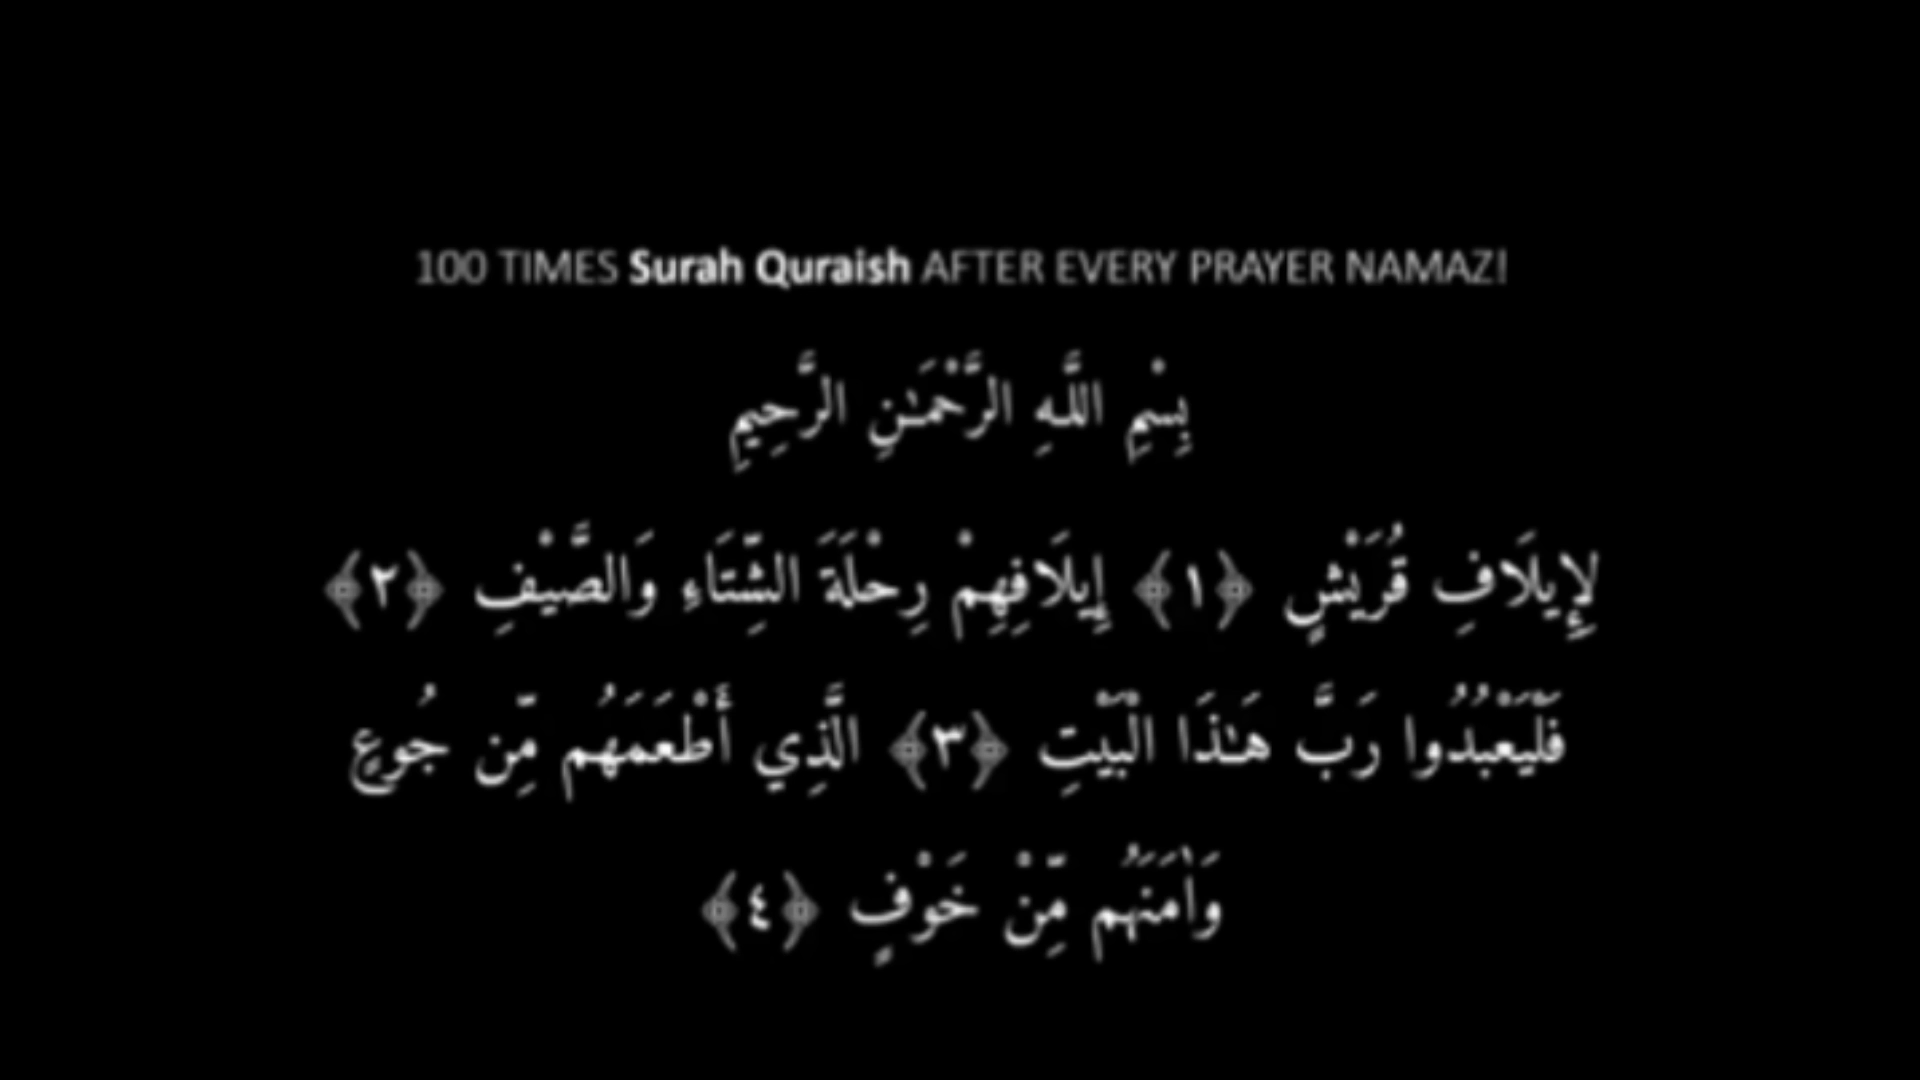 100 TIMES Surah Quraish AFTER EVERY PRAYER NAMAZ!
بِسْمِ اللَّـهِ الرَّحْمَـٰنِ الرَّحِيمِ
لِإِيلَافِ قُرَيْشٍ ﴿١﴾ إِيلَافِهِمْ رِحْلَةَ الشِّتَاءِ وَالصَّيْفِ ﴿٢﴾
فَلْيَعْبُدُوا رَبَّ هَـٰذَا الْبَيْتِ ﴿٣﴾ الَّذِي أَطْعَمَهُم مِّن جُوعٍ
وَآمَنَهُم مِّنْ خَوْفٍ ﴿٤﴾